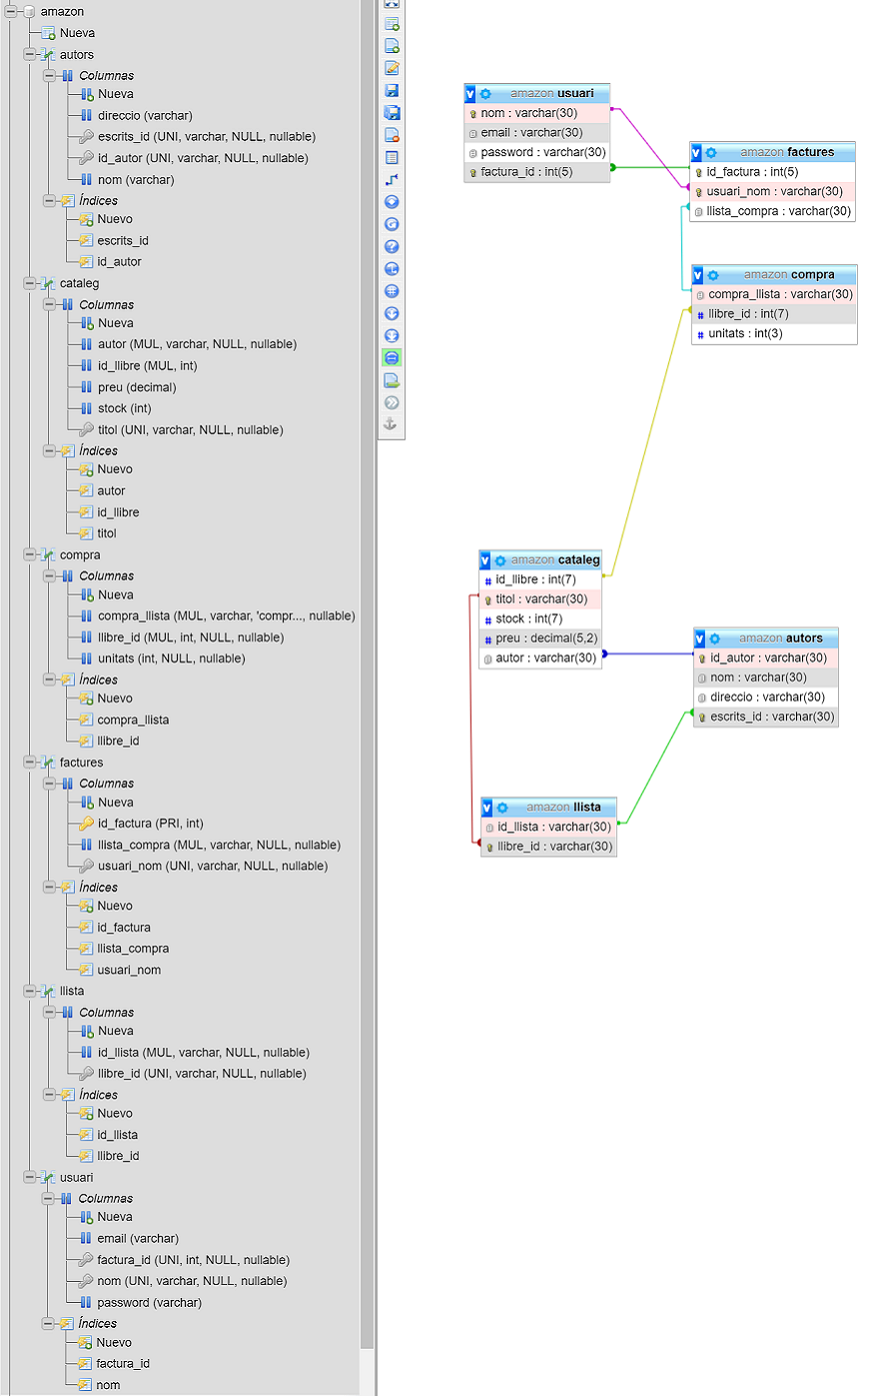 amazon
Nueva
autors
Columnas
Nueva
direccio (varchar)
escrits_id (UNI, varchar, NULL, nullable)
id_autor (UNI, varchar, NULL, nullable)
nom (varchar)
Índices
Nuevo
escrits_id
id_autor
cataleg
Columnas
Nueva
autor (MUL, varchar, NULL, nullable)
id_llibre (MUL, int)
preu (decimal)
stock (int)
titol (UNI, varchar, NULL, nullable)
Índices
Nuevo
autor
id_llibre
titol
compra
Columnas
Nueva
compra_llista (MUL, varchar, 'compr..., nullable)
llibre_id (MUL, int, NULL, nullable)
unitats (int, NULL, nullable)
Índices
Nuevo
compra_llista
llibre_id
factures
Columnas
Nueva
id_factura (PRI, int)
llista_compra (MUL, varchar, NULL, nullable)
usuari_nom (UNI, varchar, NULL, nullable)
Índices
Nuevo
id_factura
llista_compra
usuari_nom
llista
Columnas
Nueva
id_llista (MUL, varchar, NULL, nullable)
llibre_id (UNI, varchar, NULL, nullable)
Índices
Nuevo
id_llista
llibre_id
usuari
Columnas
Nueva
email (varchar)
factura_id (UNI, int, NULL, nullable)
nom (UNI, varchar, NULL, nullable)
password (varchar)
Índices
Nuevo
factura_id
nom
v amazon usuari
nom : varchar(30)
email : varchar(30)
password : varchar(30)
factura_id : int(5)
v amazon factures
id_factura : int(5)
usuari_nom : varchar(30)
llista_compra : varchar(30)
v amazon compra
compra_llista : varchar(30)
# llibre_id : int(7)
# unitats : int(3)
v amazon cataleg
# id_llibre : int(7)
titol : varchar(30)
# stock : int(7)
# preu : decimal(5,2)
autor : varchar(30)
v amazon autors
id_autor : varchar(30)
nom : varchar(30)
direccio : varchar(30)
escrits_id : varchar(30)
v amazon llista
id_llista : varchar(30)
llibre_id : varchar(30)